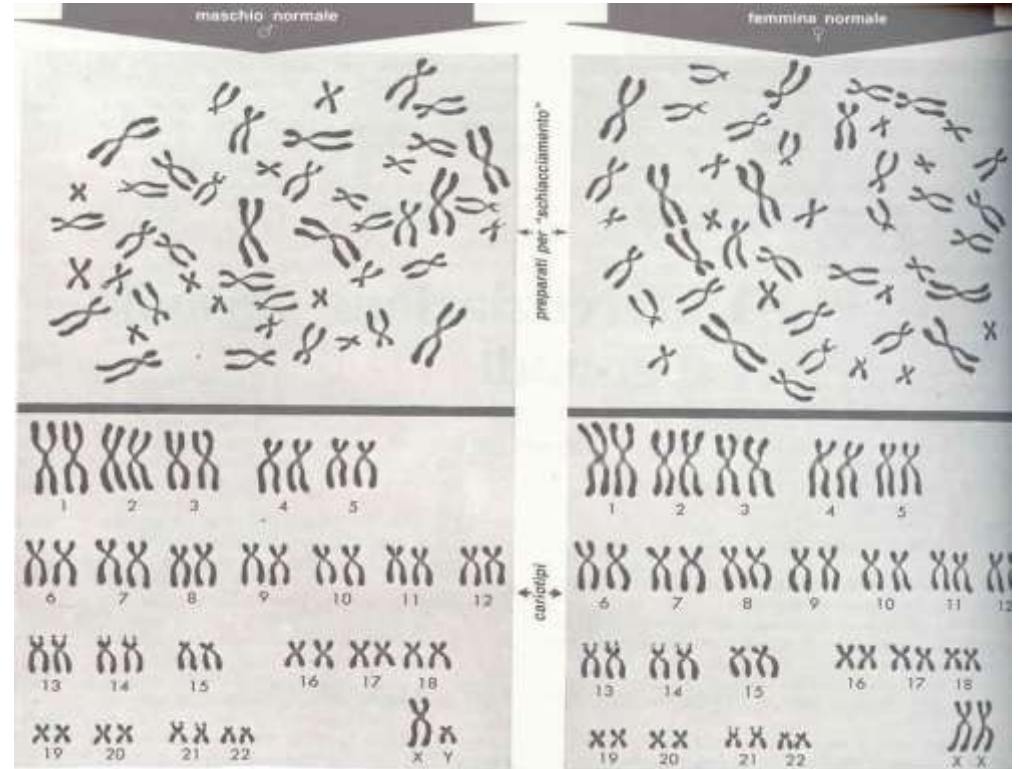 maschio normale
♂
femmina normale
♀
preparati per "schiacciamento"
cariotipi
1 2 3 4 5
6 7 8 9 10 11 12
13 14 15 16 17 18
19 20 21 22 X Y
1 2 3 4 5
6 7 8 9 10 11 12
13 14 15 16 17 18
19 20 21 22 X X